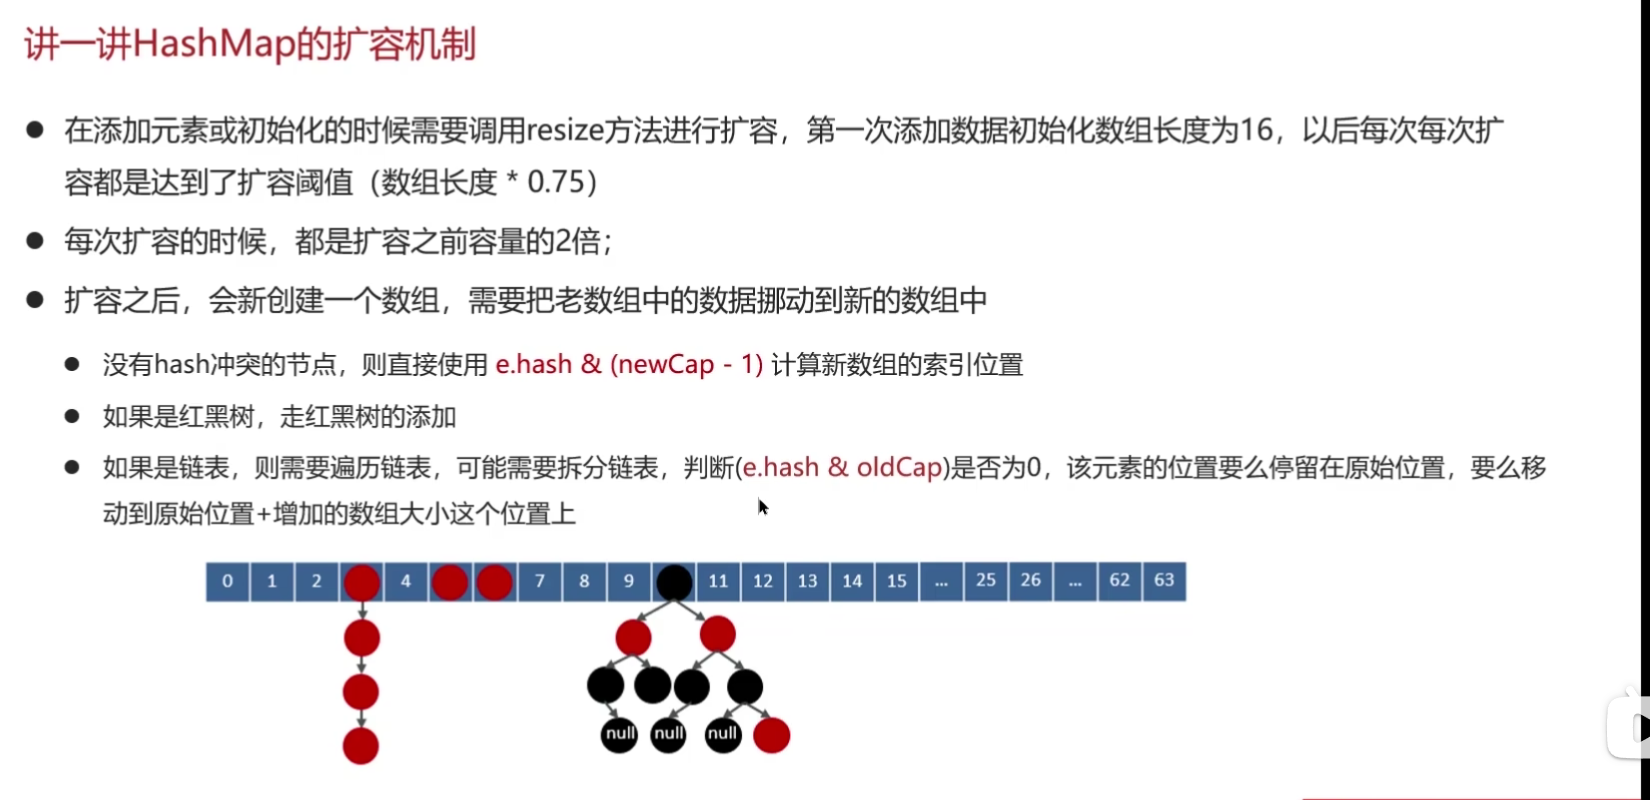 讲一讲HashMap的扩容机制
在添加元素或初始化的时候需要调用resize方法进行扩容，第一次添加数据初始化数组长度为16，以后每次每次扩
容都是达到了扩容阈值（数组长度 * 0.75）
每次扩容的时候，都是扩容之前容量的2倍；
扩容之后，会新创建一个数组，需要把老数组中的数据挪动到新的数组中
没有hash冲突的节点，则直接使用 e.hash & (newCap - 1) 计算新数组的索引位置
如果是红黑树，走红黑树的添加
如果是链表，则需要遍历链表，可能需要拆分链表，判断(e.hash & oldCap)是否为0，该元素的位置要么停留在原始位置，要么移
动到原始位置+增加的数组大小这个位置上
0 1 2 4 7 8 9 11 12 13 14 15 ... 25 26 ... 62 63
null null null